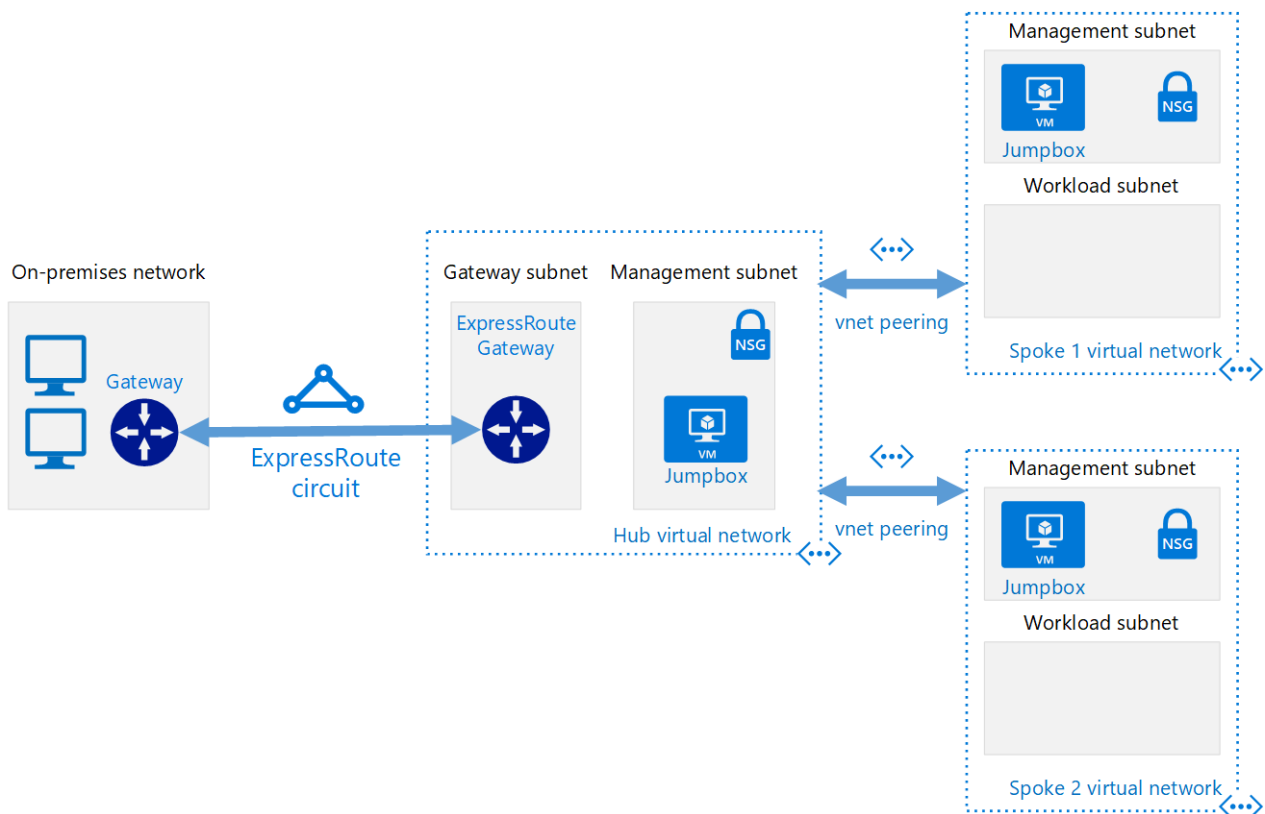 On-premises network
Gateway
ExpressRoute
circuit
Gateway subnet
ExpressRoute
Gateway
Management subnet
NSG
VM
Jumpbox
Hub virtual network
vnet peering
vnet peering
Management subnet
VM
NSG
Jumpbox
Workload subnet
Spoke 1 virtual network
Management subnet
VM
NSG
Jumpbox
Workload subnet
Spoke 2 virtual network